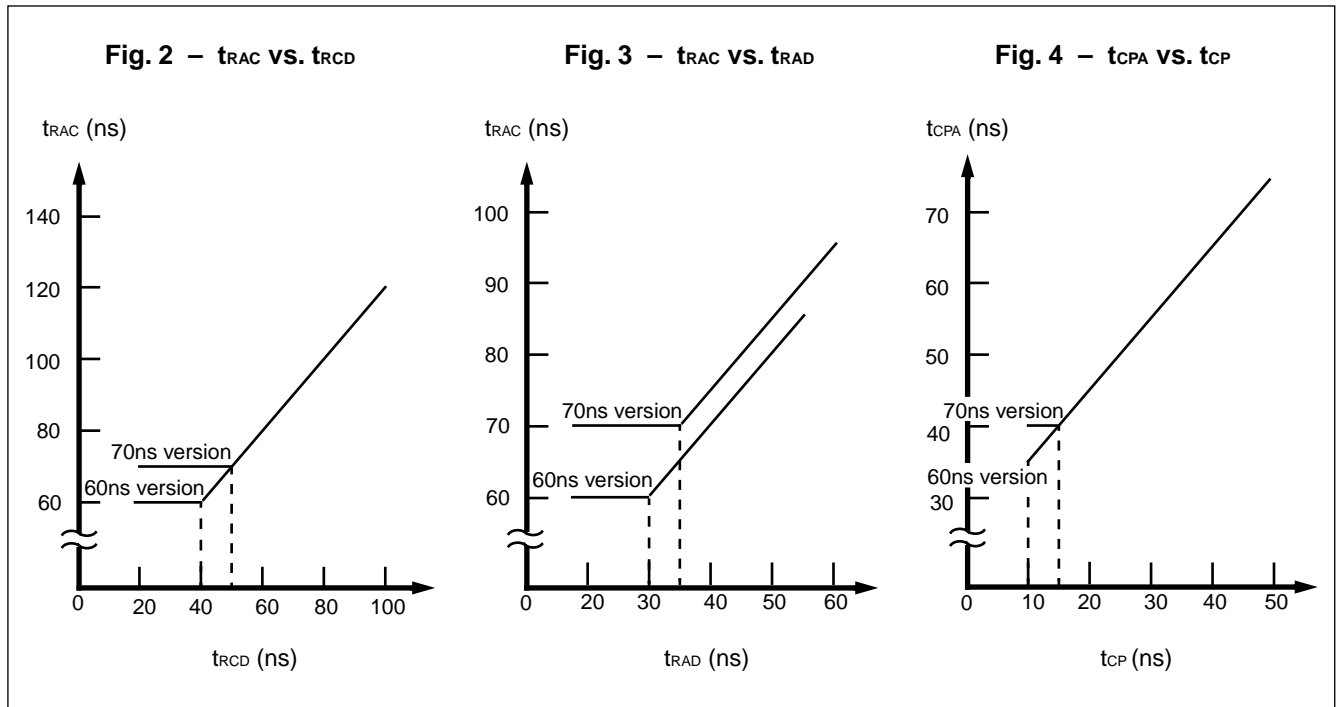 Fig. 2 – tRAC vs. tRCD
tRAC (ns)
140
120
100
80
70ns version
60ns version
60
0 20 40 60 80 100
tRCD (ns)
Fig. 3 – tRAC vs. tRAD
tRAC (ns)
100
90
80
70ns version
70
60ns version
60
0 20 30 40 50 60
tRAD (ns)
Fig. 4 – tCPA vs. tCP
tCPA (ns)
70
60
50
70ns version
40
60ns version
30
0 10 20 30 40 50
tCP (ns)